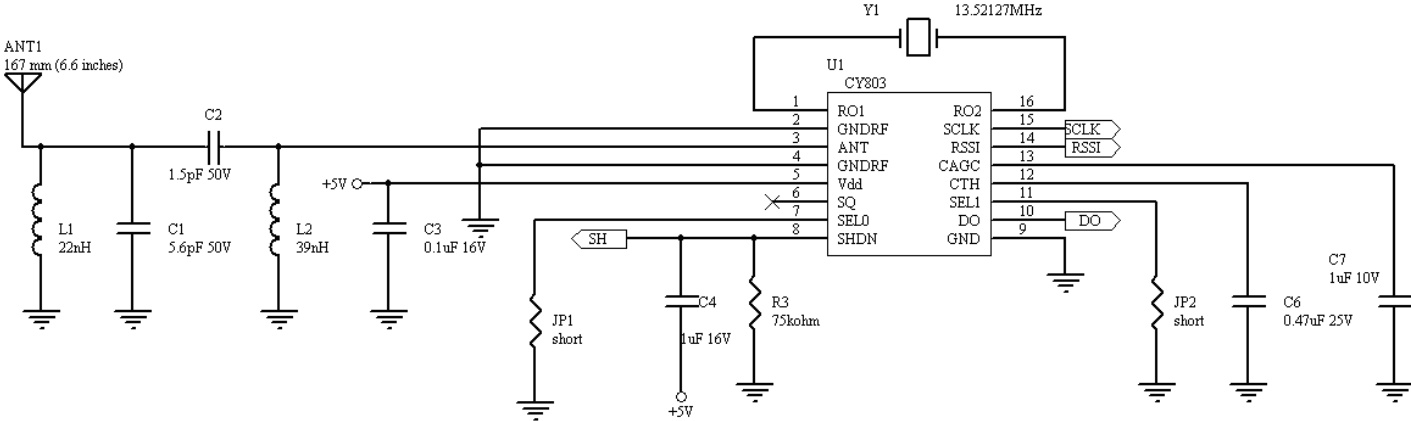 Y1
13.52127MHz
ANT1
167 mm (6.6 inches)
U1
CY803
1
RO1
RO2
16
2
GNDRF
SCLK
15
SCLK
3
ANT
RSSI
14
RSSI
4
GNDRF
CAGC
13
+5V
5
Vdd
CTH
12
6
SQ
SEL1
11
7
SEL0
DO
10
DO
SH
8
SHDN
GND
9
C2
1.5pF 50V
L1
22nH
C1
5.6pF 50V
L2
39nH
C3
0.1uF 16V
JP1
short
C4
1uF 16V
+5V
R3
75kohm
JP2
short
C6
0.47uF 25V
C7
1uF 10V